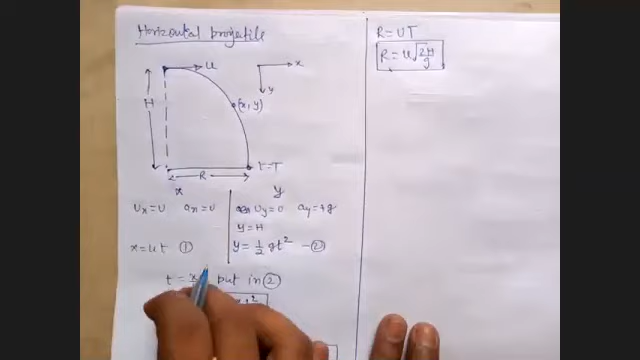 Horizontal projectile
u
x
y
H
(x, y)
t=T
R
x
y
Ux=U ax=0
Uy=0 ay=+g
y=H
x=ut ①
y=1/2 gt² -②
t= x put in ②
R=UT
R=u√2H/g